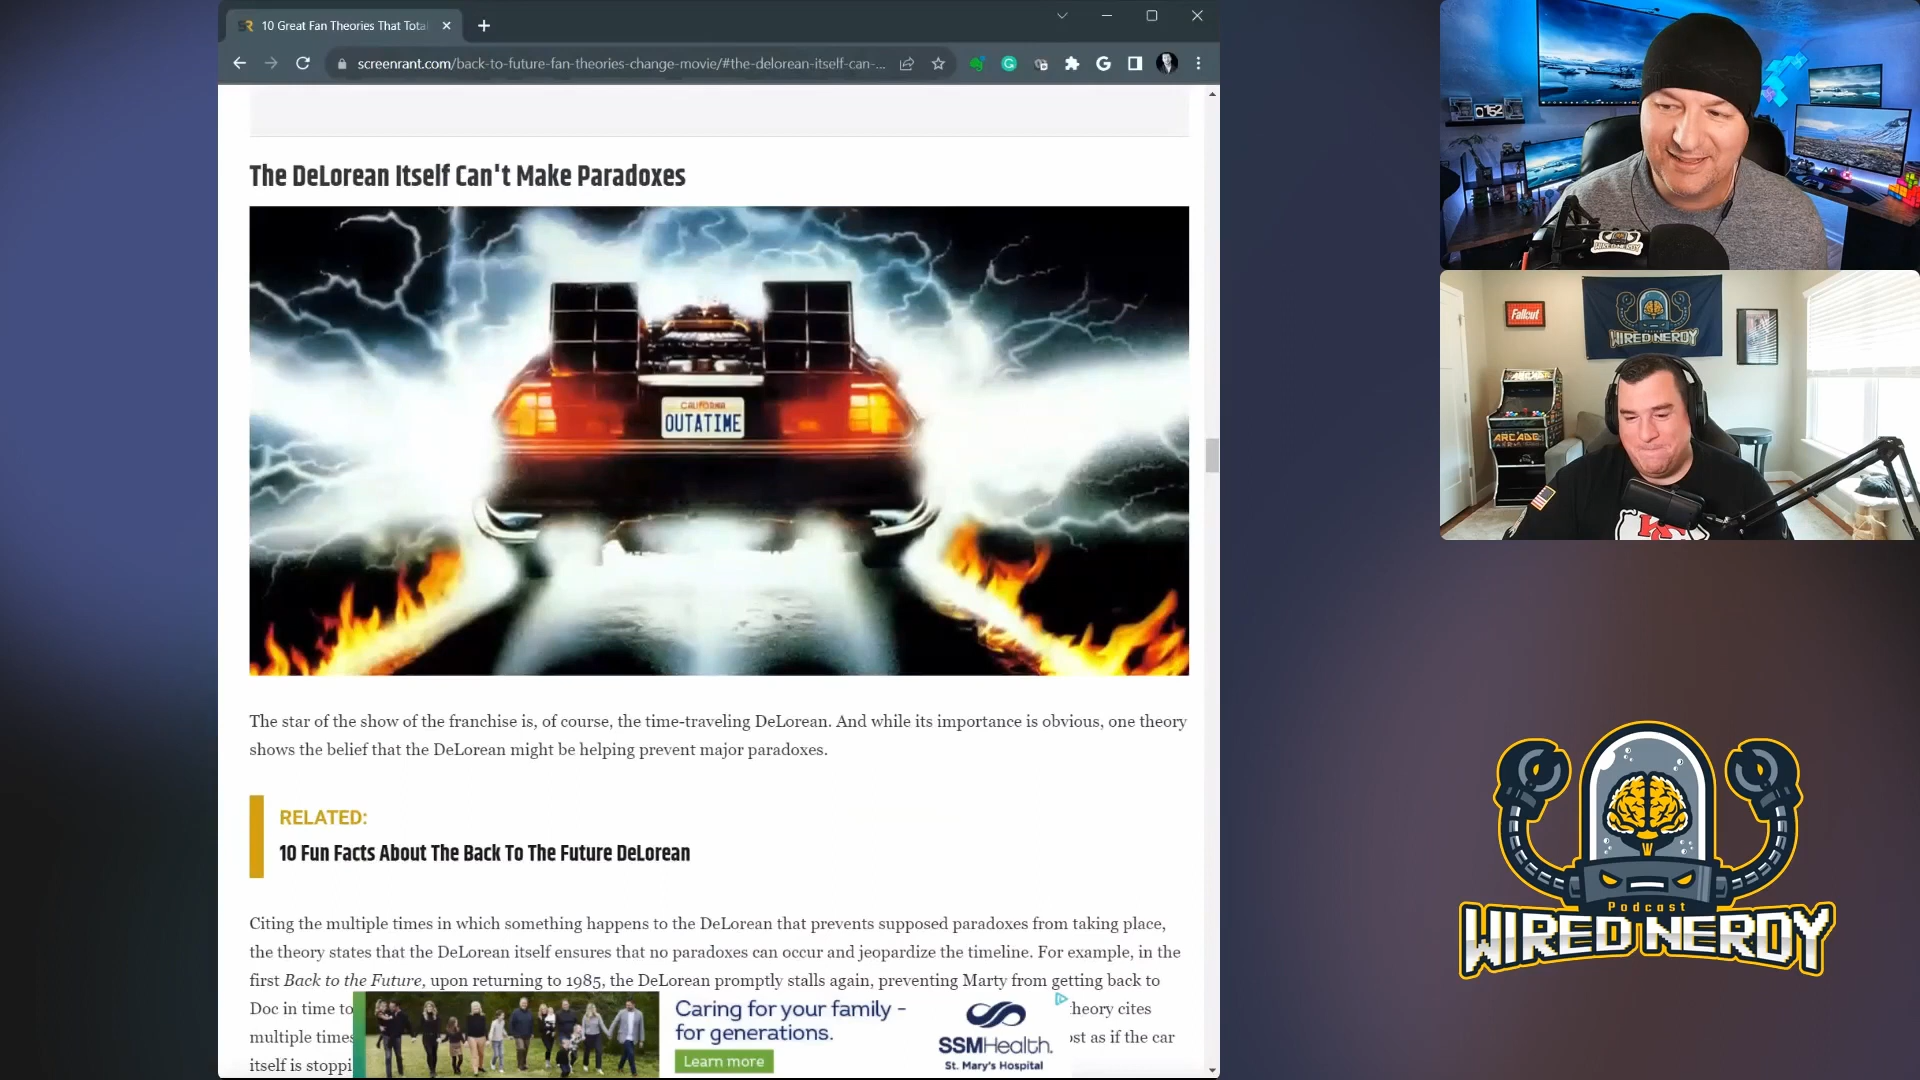 10 Great Fan Theories That Tota
screenrant.com/back-to-future-fan-theories-change-movie/#the-delorean-itself-can-...
The DeLorean Itself Can't Make Paradoxes
CALIFORNIA
OUTATIME
The star of the show of the franchise is, of course, the time-traveling DeLorean. And while its importance is obvious, one theory
shows the belief that the DeLorean might be helping prevent major paradoxes.
RELATED:
10 Fun Facts About The Back To The Future DeLorean
Citing the multiple times in which something happens to the DeLorean that prevents supposed paradoxes from taking place,
the theory states that the DeLorean itself ensures that no paradoxes can occur and jeopardize the timeline. For example, in the
first Back to the Future, upon returning to 1985, the DeLorean promptly stalls again, preventing Marty from getting back to
Doc in time to
heory cites
multiple times
st as if the car
itself is stoppi
Caring for your family –
for generations.
Learn more
SSMHealth.
St. Mary's Hospital
WIRED NERDY
Fallout
WIRED NERDY
ARCADE
ARCADE
Podcast
WIRED NERDY